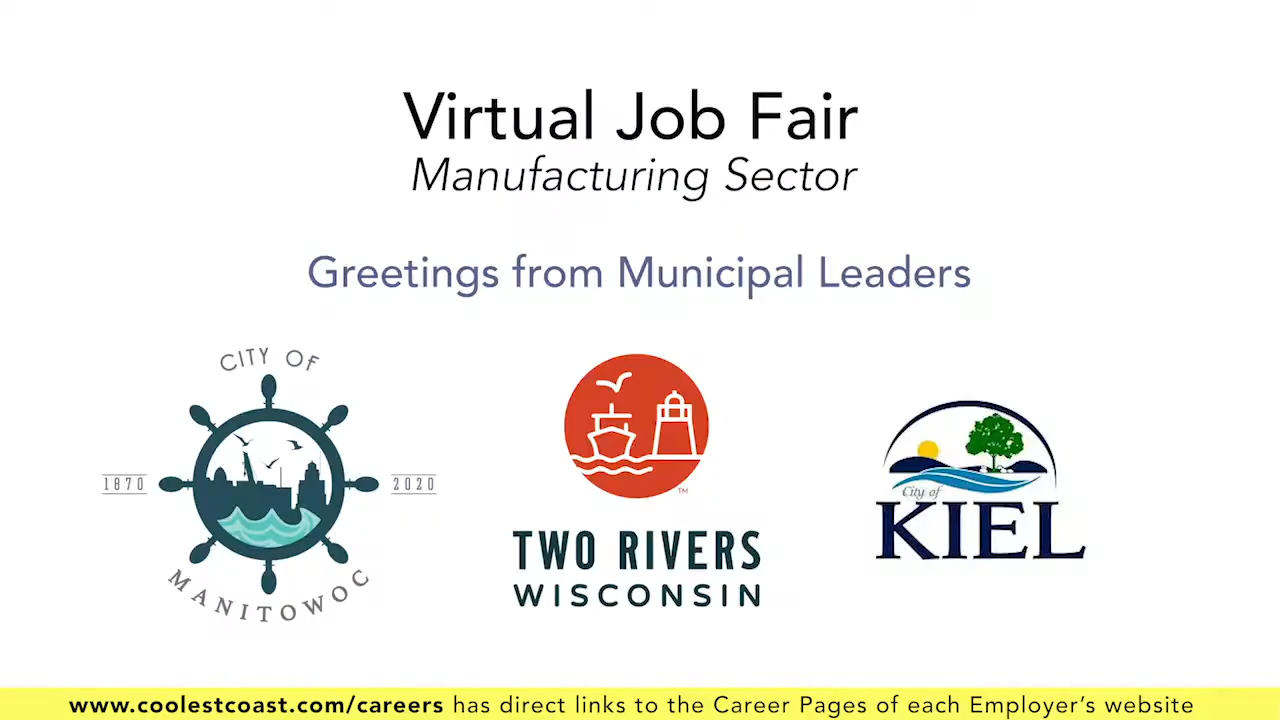 Virtual Job Fair
Manufacturing Sector
Greetings from Municipal Leaders
CITY OF
1870 2020
MANITOWOC
TM
TWO RIVERS
WISCONSIN
City of
KIEL
www.coolestcoast.com/careers has direct links to the Career Pages of each Employer’s website